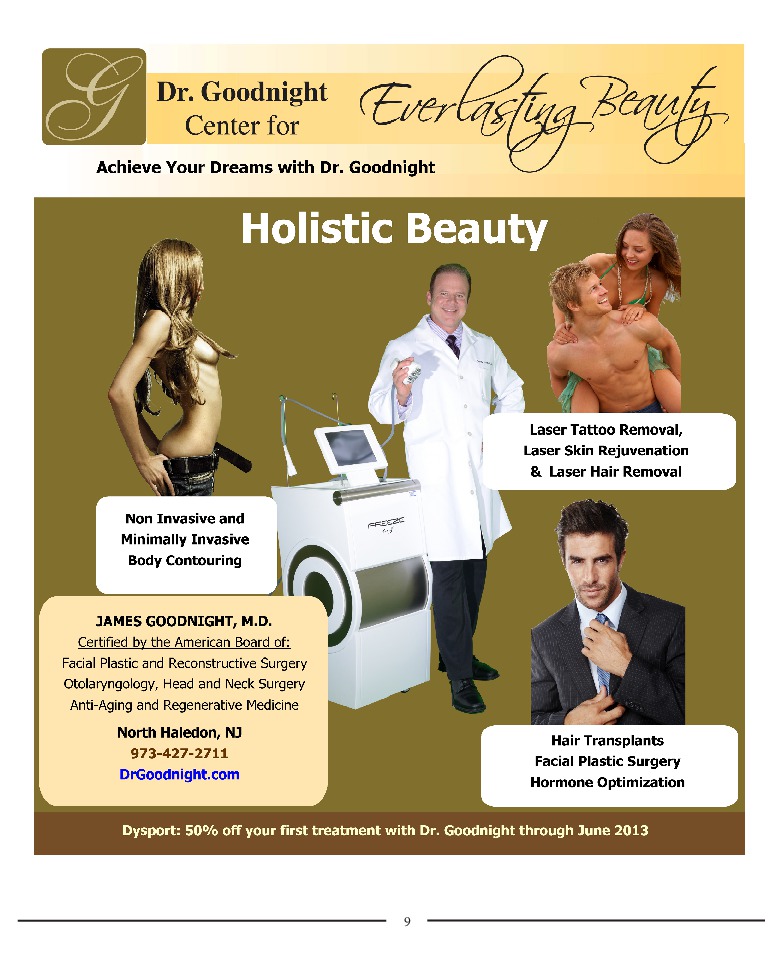 G
Dr. Goodnight
Center for
Everlasting Beauty
Achieve Your Dreams with Dr. Goodnight
Holistic Beauty
Laser Tattoo Removal,
Laser Skin Rejuvenation
& Laser Hair Removal
FREEZE
Non Invasive and
Minimally Invasive
Body Contouring
JAMES GOODNIGHT, M.D.
Certified by the American Board of:
Facial Plastic and Reconstructive Surgery
Otolaryngology, Head and Neck Surgery
Anti-Aging and Regenerative Medicine
North Haledon, NJ
973-427-2711
DrGoodnight.com
Hair Transplants
Facial Plastic Surgery
Hormone Optimization
Dysport: 50% off your first treatment with Dr. Goodnight through June 2013
9